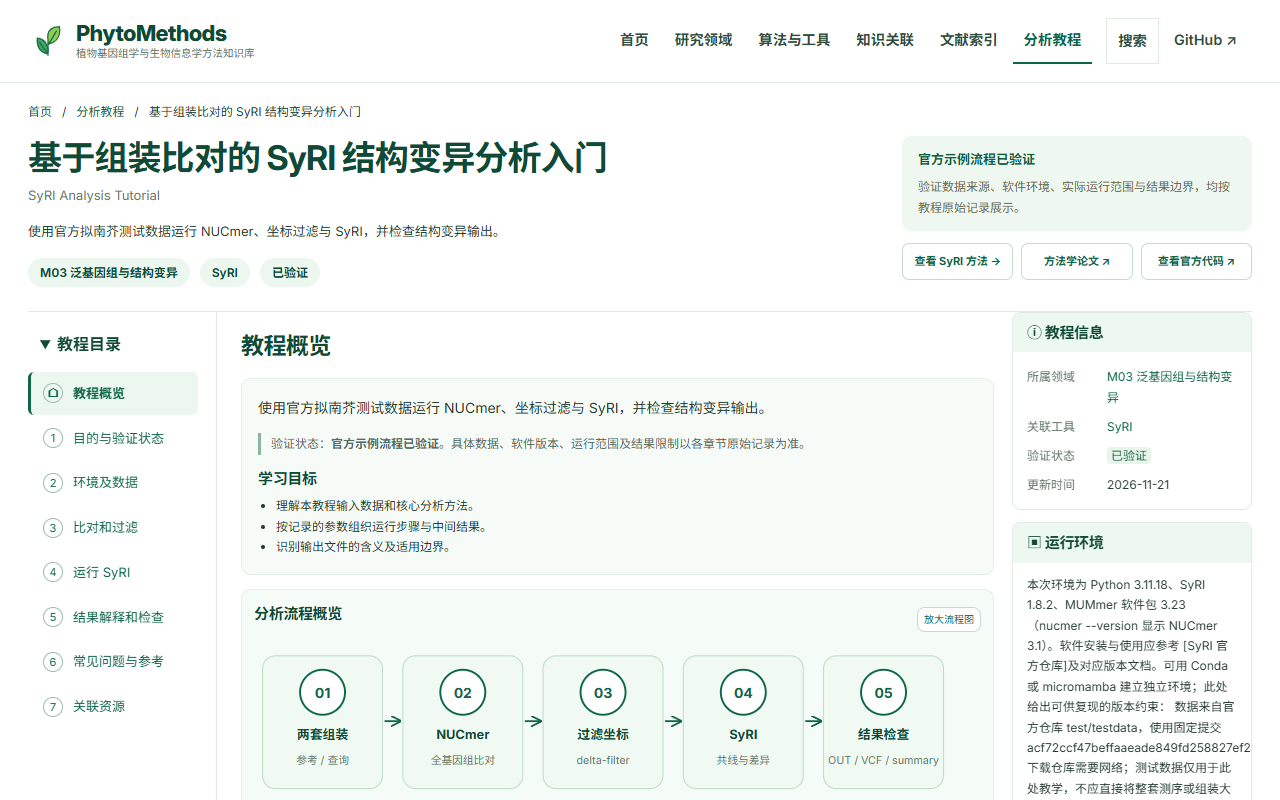 PhytoMethods
植物基因组学与生物信息学方法知识库
首页 研究领域 算法与工具 知识关联 文献索引 分析教程 搜索 GitHub ↗
首页 / 分析教程 / 基于组装比对的 SyRI 结构变异分析入门
基于组装比对的 SyRI 结构变异分析入门
SyRI Analysis Tutorial
使用官方拟南芥测试数据运行 NUCmer、坐标过滤与 SyRI，并检查结构变异输出。
M03 泛基因组与结构变异 SyRI 已验证
官方示例流程已验证
验证数据来源、软件环境、实际运行范围与结果边界，均按
教程原始记录展示。
查看 SyRI 方法 → 方法学论文 ↗ 查看官方代码 ↗
▼ 教程目录
教程概览
1 目的与验证状态
2 环境及数据
3 比对和过滤
4 运行 SyRI
5 结果解释和检查
6 常见问题与参考
7 关联资源
教程概览
使用官方拟南芥测试数据运行 NUCmer、坐标过滤与 SyRI，并检查结构变异输出。
验证状态：官方示例流程已验证。具体数据、软件版本、运行范围及结果限制以各章节原始记录为准。
学习目标
• 理解本教程输入数据和核心分析方法。
• 按记录的参数组织运行步骤与中间结果。
• 识别输出文件的含义及适用边界。
分析流程概览
放大流程图
01 → 02 → 03 → 04 → 05
两套组装 NUCmer 过滤坐标 SyRI 结果检查
参考 / 查询 全基因组比对 delta-filter 共线与差异 OUT / VCF / summary
ⓘ 教程信息
所属领域 M03 泛基因组与结构变
异
关联工具 SyRI
验证状态 已验证
更新时间 2026-11-21
▣ 运行环境
本次环境为 Python 3.11.18、SyRI
1.8.2、MUMmer 软件包 3.23
（nucmer --version 显示 NUCmer
3.1）。软件安装与使用应参考 [SyRI 官
方仓库]及对应版本文档。可用 Conda
或 micromamba 建立独立环境；此处
给出可供复现的版本约束： 数据来自官
方仓库 test/testdata，使用固定提交
acf72ccf47beffaaeade849fd258827ef2
下载仓库需要网络；测试数据仅用于此
处教学，不应直接将整套测序或组装大